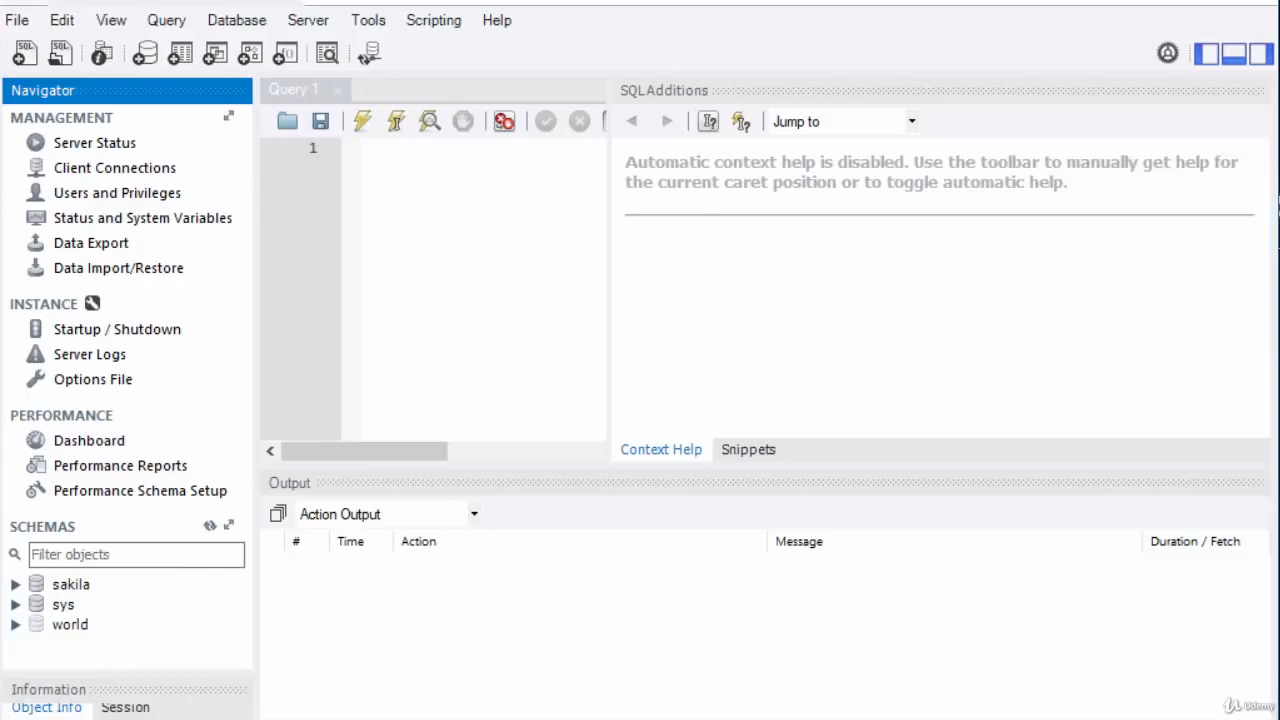 File Edit View Query Database Server Tools Scripting Help
SQL SQL
Navigator
MANAGEMENT
Server Status
Client Connections
Users and Privileges
Status and System Variables
Data Export
Data Import/Restore
INSTANCE
Startup / Shutdown
Server Logs
Options File
PERFORMANCE
Dashboard
Performance Reports
Performance Schema Setup
SCHEMAS
Filter objects
sakila
sys
world
Information
Object Info Session
Query 1
1
SQLAdditions
Jump to
Automatic context help is disabled. Use the toolbar to manually get help for
the current caret position or to toggle automatic help.
Context Help Snippets
Output
Action Output
# Time Action Message Duration / Fetch
Udemy